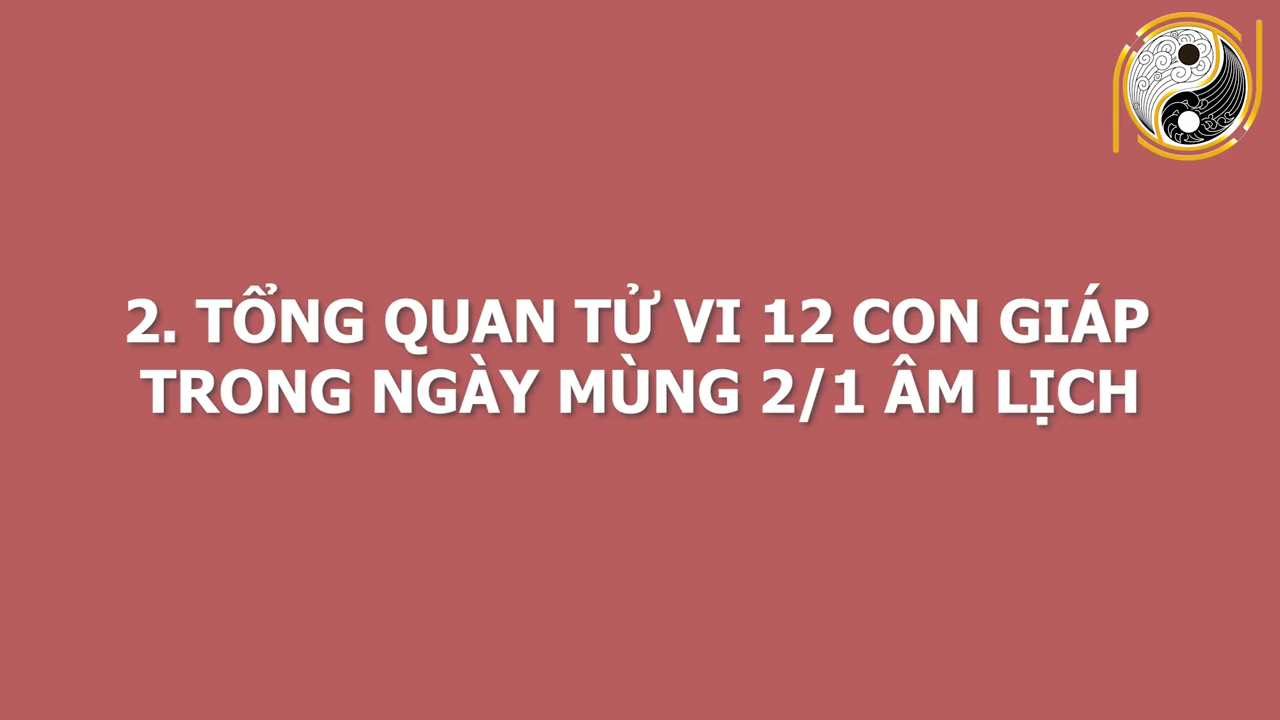 2. TỔNG QUAN TỬ VI 12 CON GIÁP
TRONG NGÀY MÙNG 2/1 ÂM LỊCH